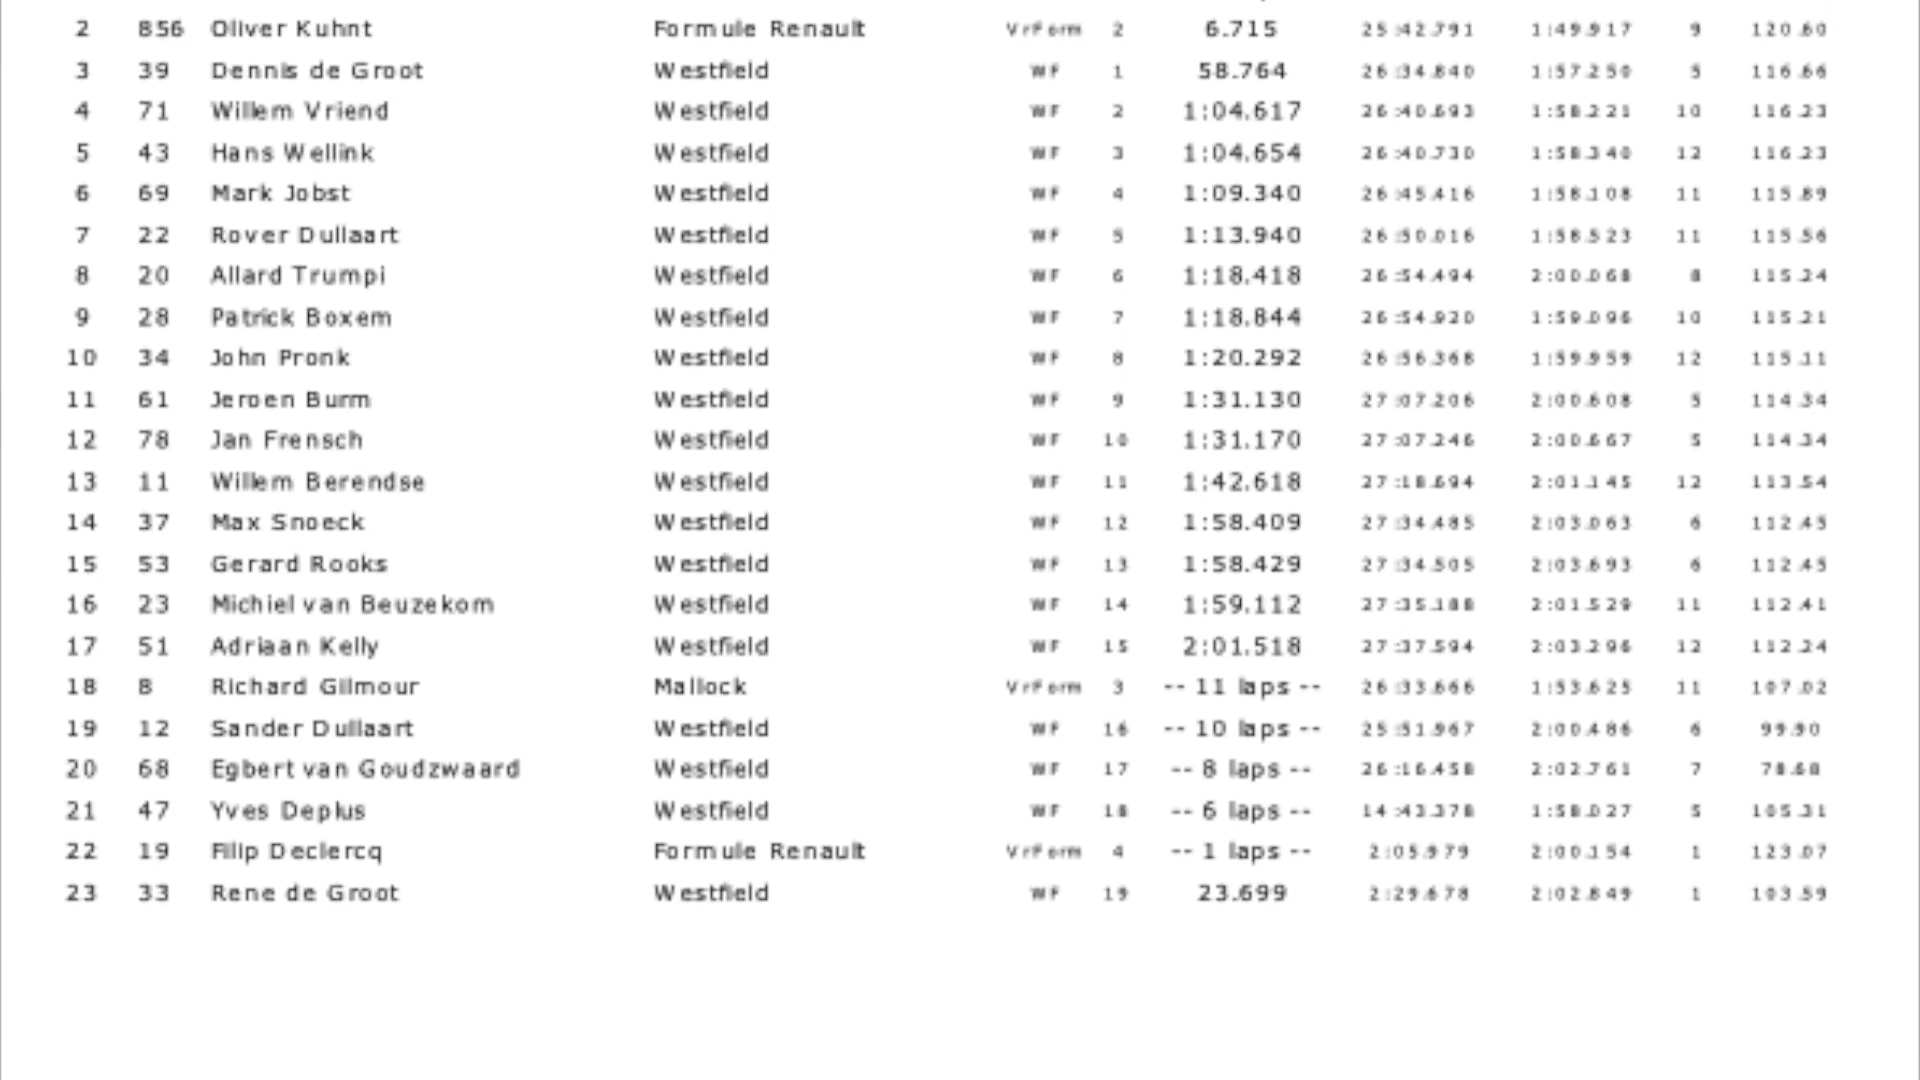 2 856 Oliver Kuhnt Formule Renault VrForm 2 6.715 25:42.791 1:49.917 9 120.60
3 39 Dennis de Groot Westfield WF 1 58.764 26:34.840 1:57.250 5 116.66
4 71 Willem Vriend Westfield WF 2 1:04.617 26:40.693 1:58.221 10 116.23
5 43 Hans Wellink Westfield WF 3 1:04.654 26:40.730 1:58.340 12 116.23
6 69 Mark Jobst Westfield WF 4 1:09.340 26:45.416 1:58.108 11 115.89
7 22 Rover Dullaart Westfield WF 5 1:13.940 26:50.016 1:58.523 11 115.56
8 20 Allard Trumpi Westfield WF 6 1:18.418 26:54.494 2:00.068 8 115.24
9 28 Patrick Boxem Westfield WF 7 1:18.844 26:54.920 1:59.096 10 115.21
10 34 John Pronk Westfield WF 8 1:20.292 26:56.368 1:59.959 12 115.11
11 61 Jeroen Burm Westfield WF 9 1:31.130 27:07.206 2:00.608 5 114.34
12 78 Jan Frensch Westfield WF 10 1:31.170 27:07.246 2:00.667 5 114.34
13 11 Willem Berendse Westfield WF 11 1:42.618 27:18.694 2:01.145 12 113.54
14 37 Max Snoeck Westfield WF 12 1:58.409 27:34.485 2:03.063 6 112.45
15 53 Gerard Rooks Westfield WF 13 1:58.429 27:34.505 2:03.693 6 112.45
16 23 Michiel van Beuzekom Westfield WF 14 1:59.112 27:35.188 2:01.529 11 112.41
17 51 Adriaan Kelly Westfield WF 15 2:01.518 27:37.594 2:03.296 12 112.24
18 8 Richard Gilmour Mallock VrForm 3 -- 11 laps -- 26:33.666 1:53.625 11 107.02
19 12 Sander Dullaart Westfield WF 16 -- 10 laps -- 25:51.967 2:00.486 6 99.90
20 68 Egbert van Goudzwaard Westfield WF 17 -- 8 laps -- 26:16.458 2:02.761 7 78.68
21 47 Yves Deplus Westfield WF 18 -- 6 laps -- 14:43.378 1:58.027 5 105.31
22 19 Filip Declercq Formule Renault VrForm 4 -- 1 laps -- 2:05.979 2:00.154 1 123.07
23 33 Rene de Groot Westfield WF 19 23.699 2:29.678 2:02.849 1 103.59